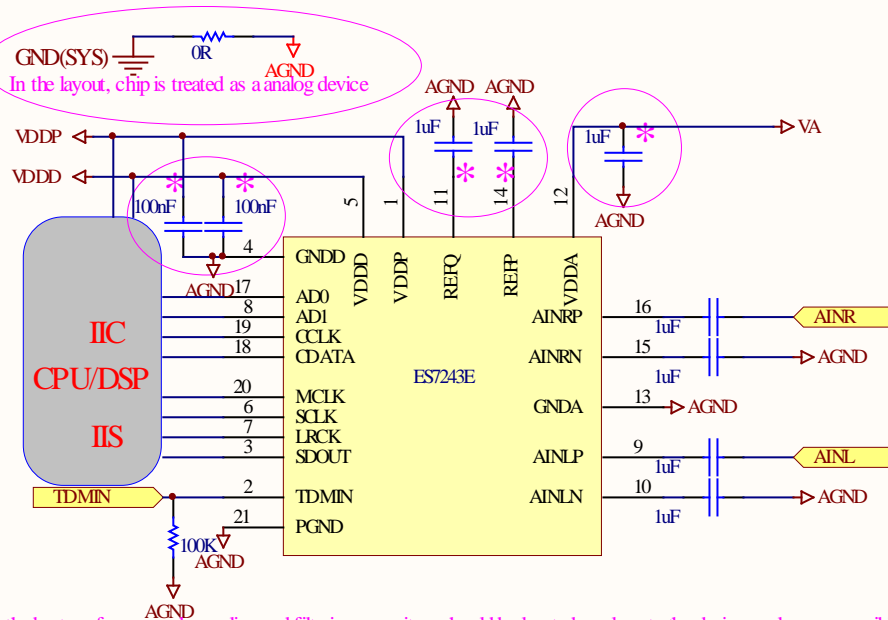 GND(SYS)
0R
AGND
In the layout, chip is treated as a analog device
AGND
AGND
VDDP
1uF
1uF
1uF
*
VA
VDDD
*
*
*
*
100nF
100nF
5
1
11
14
12
AGND
4
GNDD
VDDD
VDDP
REFQ
REFP
VDDA
AGND
17
AD0
8
AD1
19
CCLK
18
CDATA
IIC
CPU/DSP
IIS
20
MCLK
6
SCLK
7
LRCK
3
SDOUT
ES7243E
AINRP
16
1uF
AINR
AINRN
15
1uF
AGND
GNDA
13
AGND
AINLP
9
1uF
AINL
AINLN
10
1uF
AGND
TDMIN
2
TDMIN
21
PGND
100K
AGND
AGND